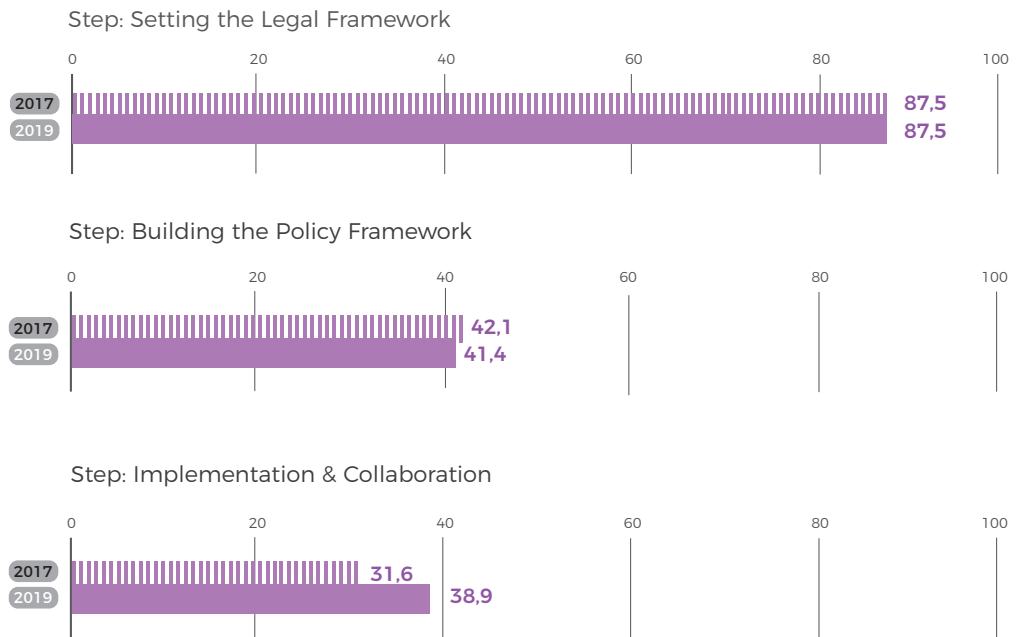 Step: Setting the Legal Framework
0 20 40 60 80 100
2017 87,5
2019 87,5
Step: Building the Policy Framework
0 20 40 60 80 100
2017 42,1
2019 41,4
Step: Implementation & Collaboration
0 20 40 60 80 100
2017 31,6
2019 38,9